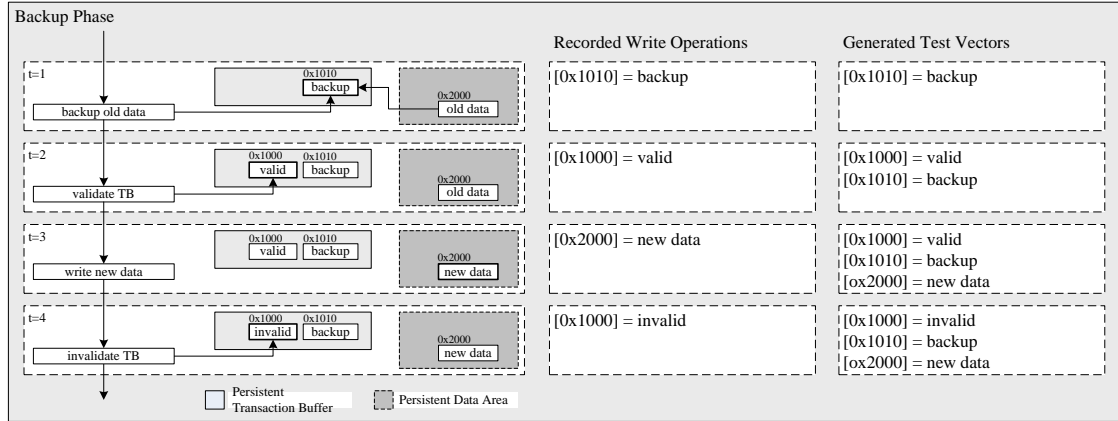 Backup Phase
Recorded Write Operations
Generated Test Vectors
t=1
0x1010
backup
0x2000
old data
backup old data
[0x1010] = backup
[0x1010] = backup
t=2
0x1000
0x1010
valid
backup
0x2000
old data
validate TB
[0x1000] = valid
[0x1000] = valid
[0x1010] = backup
t=3
0x1000
0x1010
valid
backup
0x2000
new data
write new data
[0x2000] = new data
[0x1000] = valid
[0x1010] = backup
[ox2000] = new data
t=4
0x1000
0x1010
invalid
backup
0x2000
new data
invalidate TB
[0x1000] = invalid
[0x1000] = invalid
[0x1010] = backup
[ox2000] = new data
Persistent
Transaction Buffer
Persistent Data Area